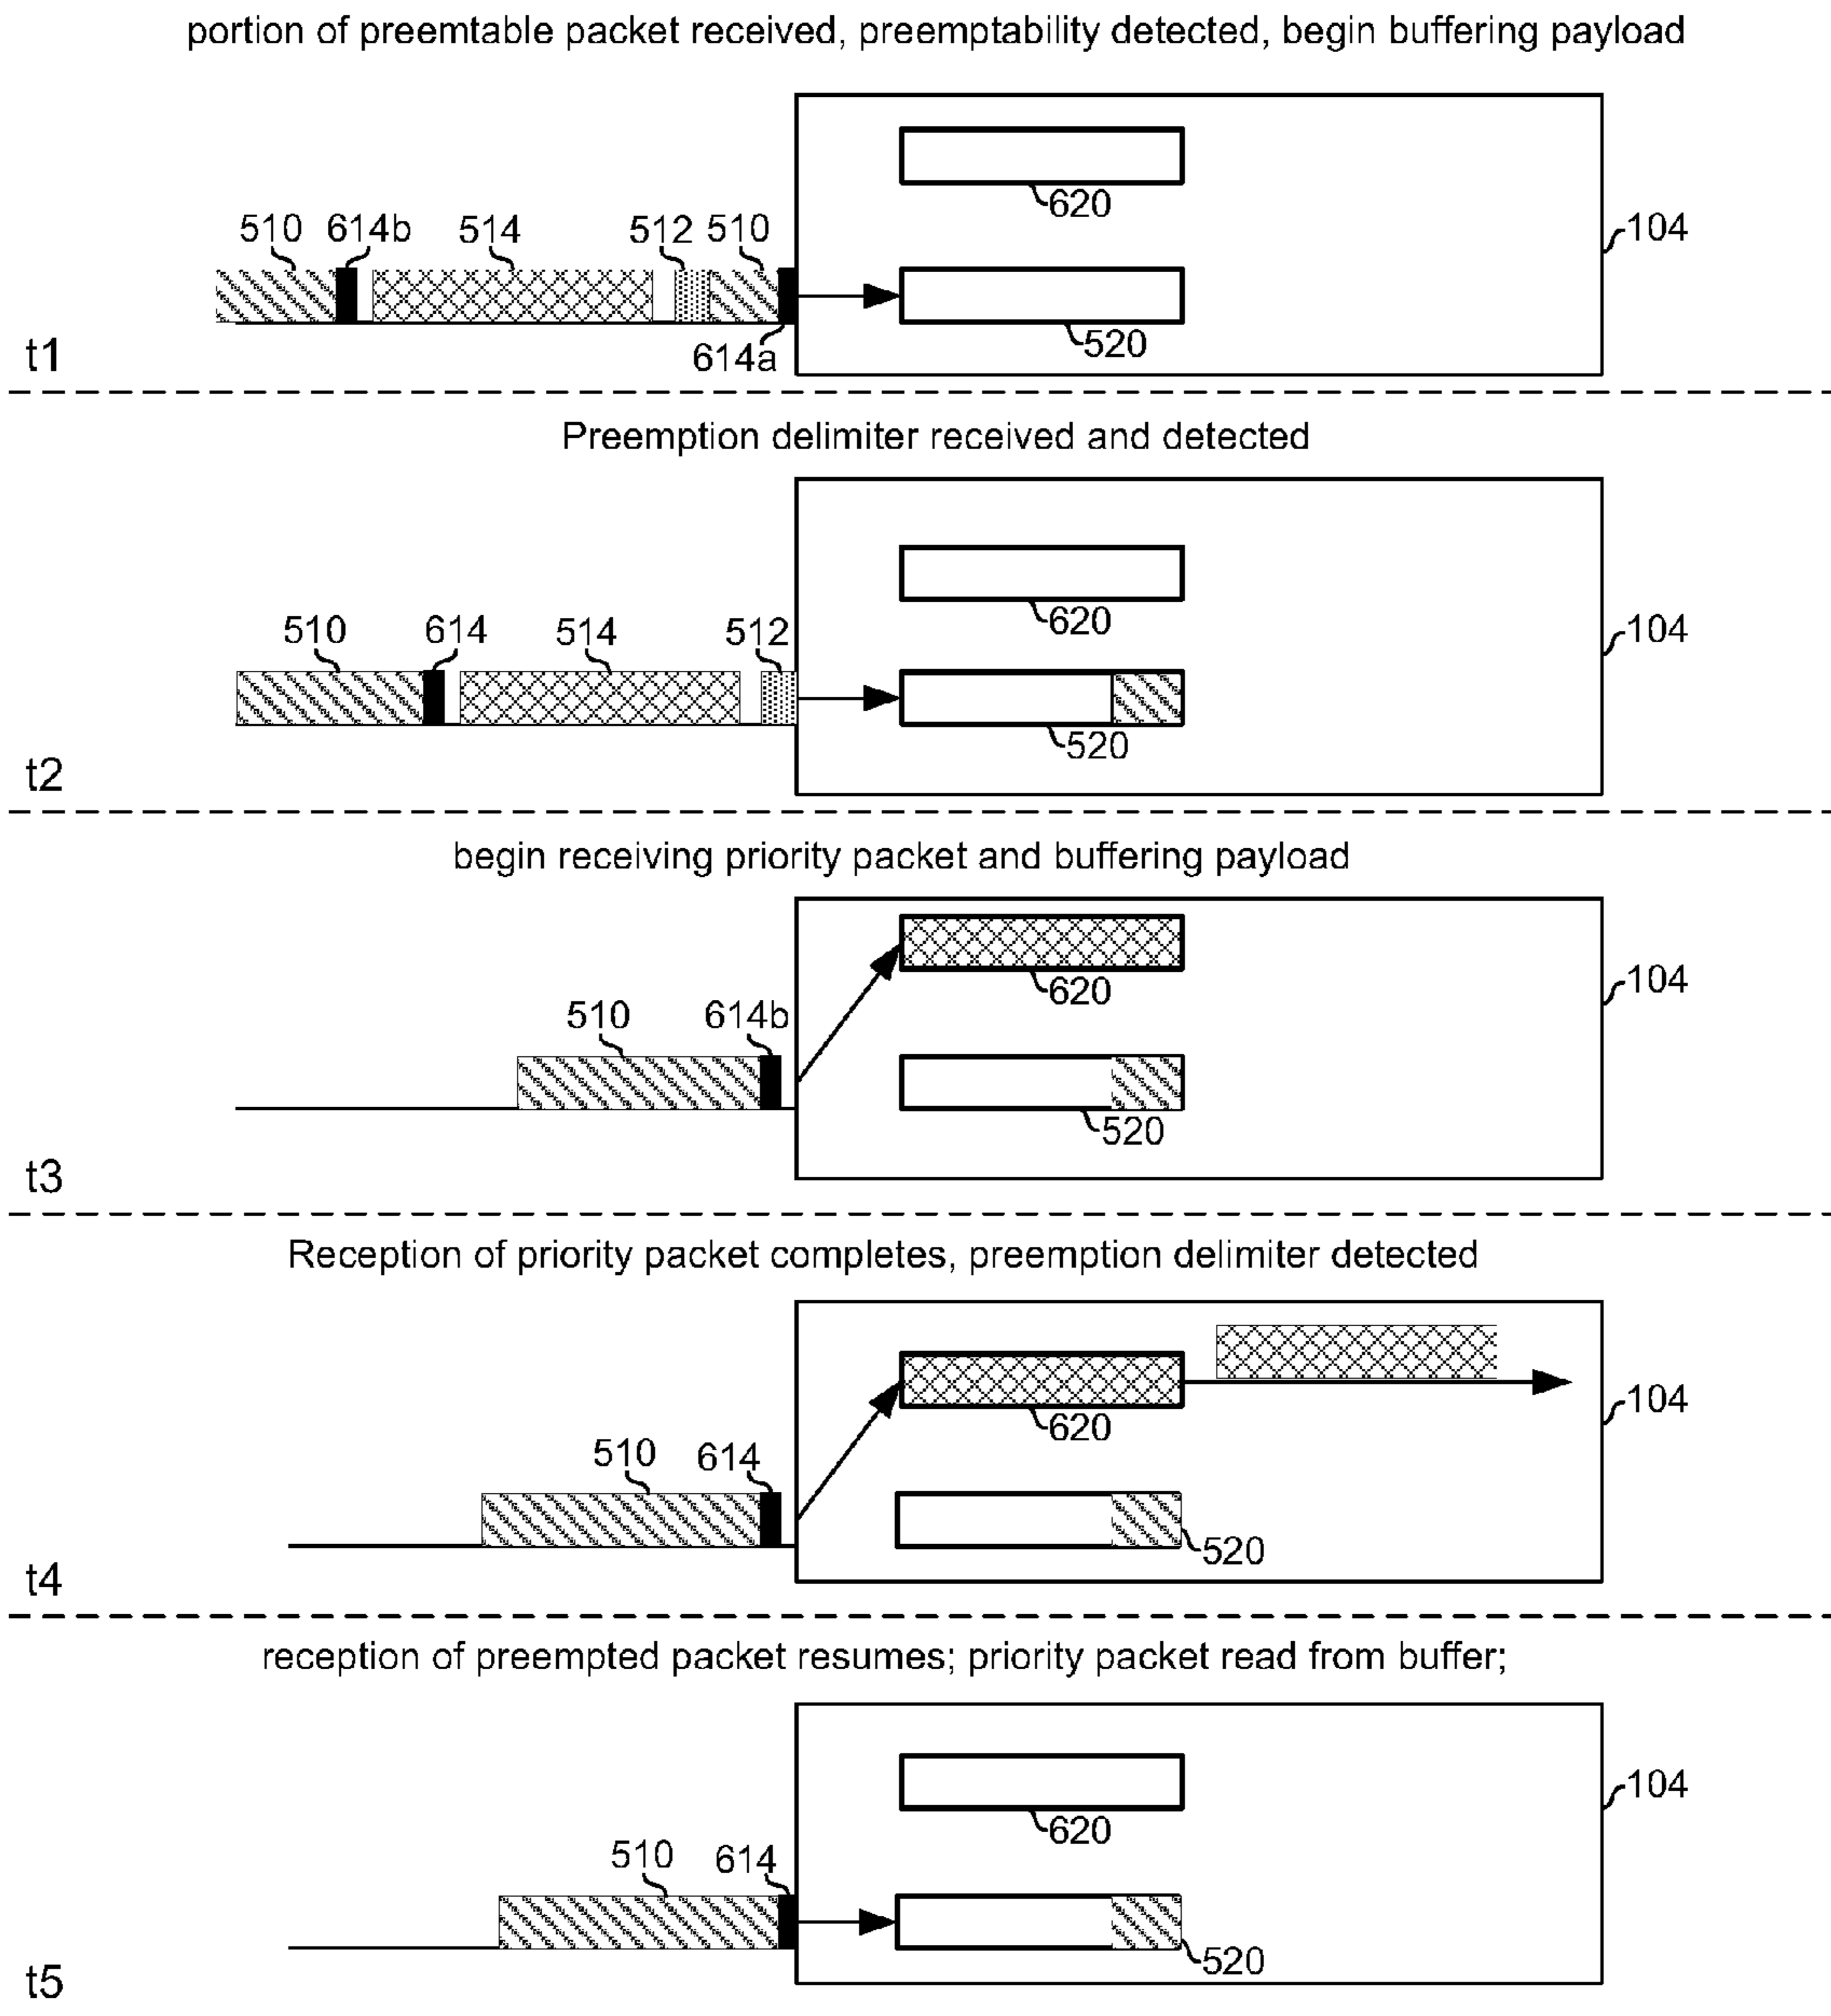 portion of preemtable packet received, preemptability detected, begin buffering payload
620
104
510 614b 514 512 510
520
614a
t1
Preemption delimiter received and detected
620
104
510 614 514 512
520
t2
begin receiving priority packet and buffering payload
620
104
510 614b
520
t3
Reception of priority packet completes, preemption delimiter detected
104
620
510 614
520
t4
reception of preempted packet resumes; priority packet read from buffer;
104
620
510 614
520
t5